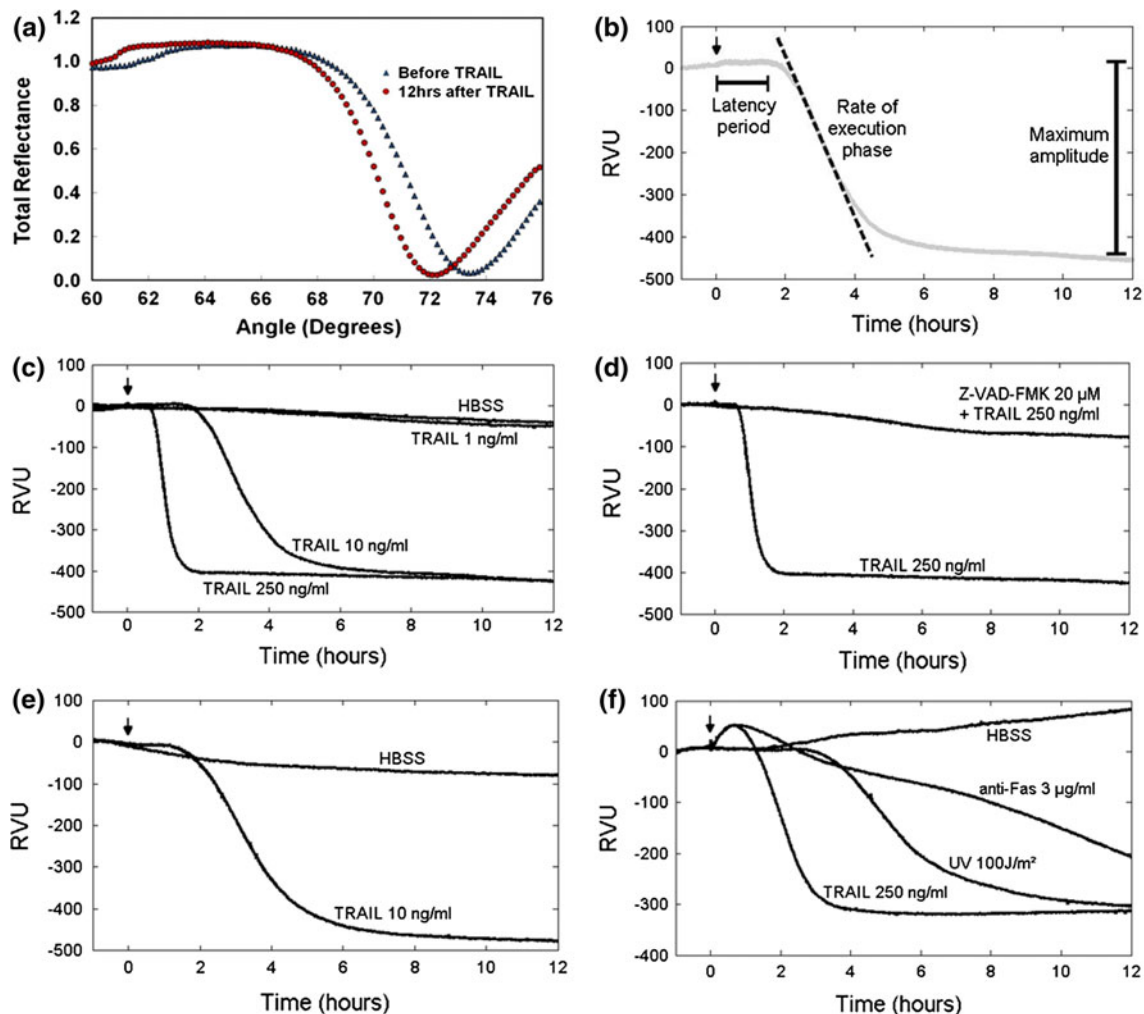 (a)
1.2
1.0
0.8
0.6
0.4
0.2
0.0
Total Reflectance
Before TRAIL
12hrs after TRAIL
60 62 64 66 68 70 72 74 76
Angle (Degrees)
(b)
100
0
-100
-200
-300
-400
-500
RVU
Latency
period
Rate of
execution
phase
Maximum
amplitude
0 2 4 6 8 10 12
Time (hours)
(c)
100
0
-100
-200
-300
-400
-500
RVU
HBSS
TRAIL 1 ng/ml
TRAIL 10 ng/ml
TRAIL 250 ng/ml
0 2 4 6 8 10 12
Time (hours)
(d)
100
0
-100
-200
-300
-400
-500
RVU
Z-VAD-FMK 20 µM
+ TRAIL 250 ng/ml
TRAIL 250 ng/ml
0 2 4 6 8 10 12
Time (hours)
(e)
100
0
-100
-200
-300
-400
-500
RVU
HBSS
TRAIL 10 ng/ml
0 2 4 6 8 10 12
Time (hours)
(f)
100
0
-100
-200
-300
-400
RVU
HBSS
anti-Fas 3 µg/ml
UV 100J/m²
TRAIL 250 ng/ml
0 2 4 6 8 10 12
Time (hours)